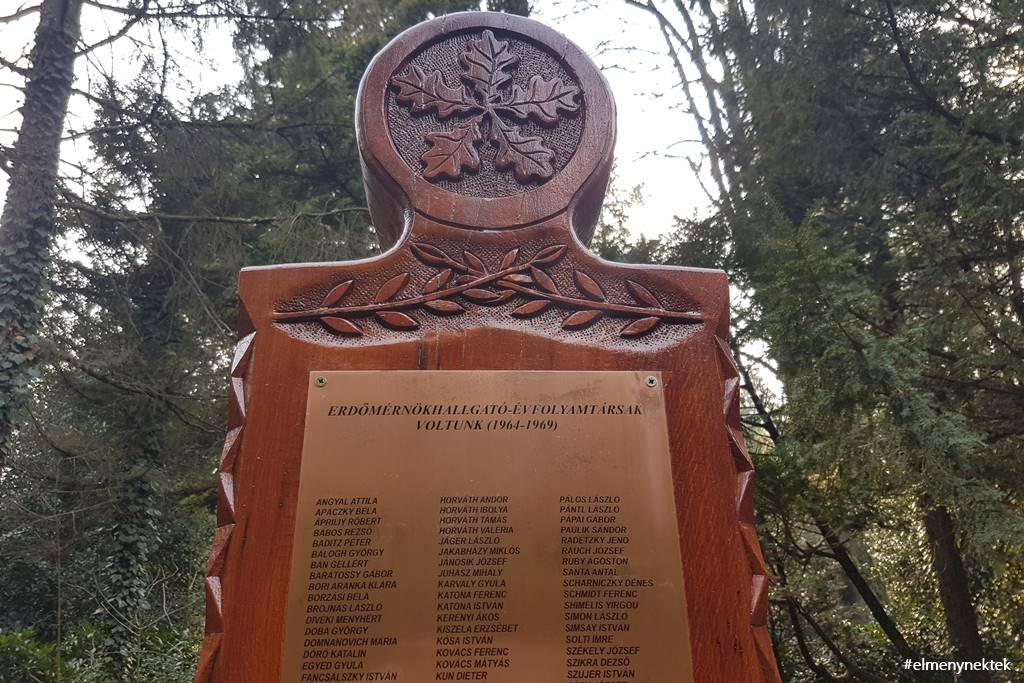 ERDŐMÉRNÖKHALLGATÓ-ÉVFOLYAMTÁRSAK
VOLTUNK (1964-1969)
ANGYAL ATTILA
APÁCZKY BÉLA
ÁPRILIY RÓBERT
BABOS REZSŐ
BADITZ PÉTER
BALOGH GYÖRGY
BÁN GELLÉRT
BARÁTOSSY GÁBOR
BORI ARANKA KLÁRA
BORZÁSI BÉLA
BROJNÁS LÁSZLÓ
DIVÉKI MENYHÉRT
DOBA GYÖRGY
DOMNANOVICH MÁRIA
DÓRÓ KATALIN
EGYED GYULA
FANCSALSZKY ISTVÁN
HORVÁTH ANDOR
HORVÁTH IBOLYA
HORVÁTH TAMÁS
HORVÁTH VALÉRIA
JÁGER LÁSZLÓ
JAKABHÁZY MIKLÓS
JÁNOSIK JÓZSEF
JUHÁSZ MIHÁLY
KARVALY GYULA
KATONA FERENC
KATONA ISTVÁN
KERÉNYI ÁKOS
KISZELA ERZSÉBET
KÓSA ISTVÁN
KOVÁCS FERENC
KOVÁCS MÁTYÁS
KUN DIETER
PÁLOS LÁSZLÓ
PANTL LÁSZLÓ
PÁPAI GÁBOR
PAULIK SÁNDOR
RADETZKY JENŐ
RAUCH JÓZSEF
RUBY ÁGOSTON
SÁNTA ANTAL
SCHARNICZKY DÉNES
SCHMIDT FERENC
SHIMELIS YIRGOU
SIMON LÁSZLÓ
SIMSAY ISTVÁN
SOLTI IMRE
SZÉKELY JÓZSEF
SZIKRA DEZSŐ
SZUJER ISTVÁN
#elmenynektek